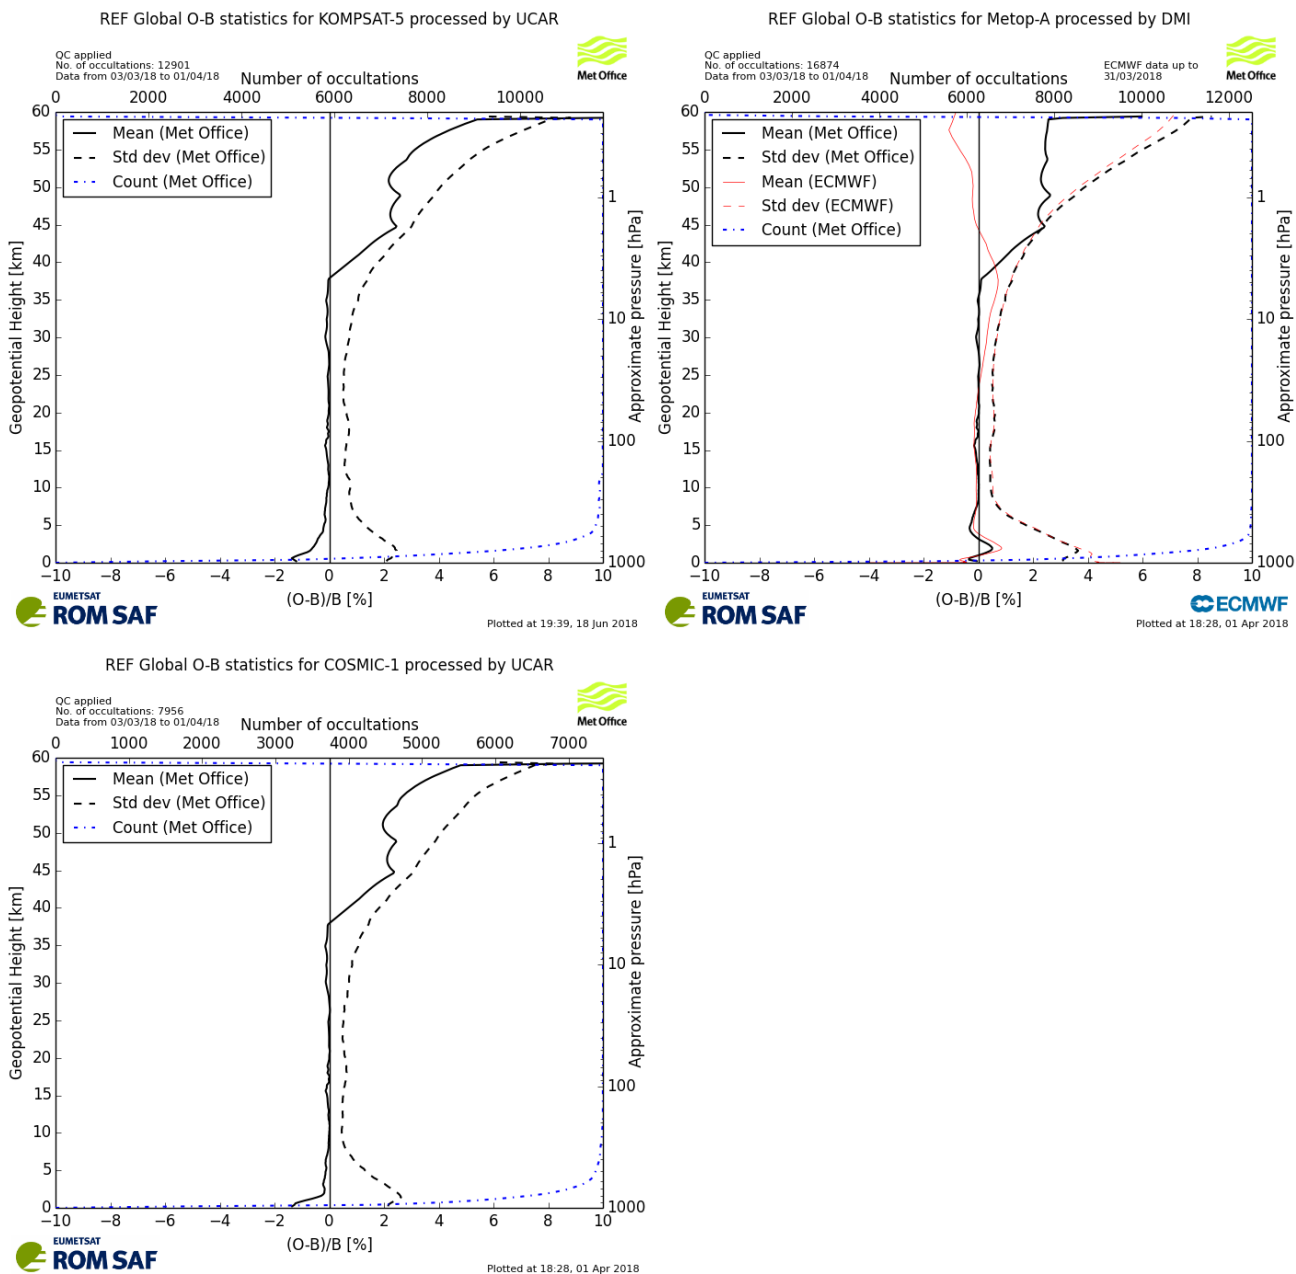 REF Global O-B statistics for KOMPSAT-5 processed by UCAR
QC applied
No. of occultations: 12901
Data from 03/03/18 to 01/04/18
Number of occultations
Met Office
0 2000 4000 6000 8000 10000
Mean (Met Office)
Std dev (Met Office)
Count (Met Office)
Geopotential Height [km]
60
55
50
45
40
35
30
25
20
15
10
5
0
Approximate pressure [hPa]
1
10
100
1000
−10 −8 −6 −4 −2 0 2 4 6 8 10
(O-B)/B [%]
EUMETSAT
ROM SAF
Plotted at 19:39, 18 Jun 2018
REF Global O-B statistics for Metop-A processed by DMI
QC applied
No. of occultations: 16874
Data from 03/03/18 to 01/04/18
Number of occultations
ECMWF data up to
31/03/2018
Met Office
0 2000 4000 6000 8000 10000 12000
Mean (Met Office)
Std dev (Met Office)
Mean (ECMWF)
Std dev (ECMWF)
Count (Met Office)
Geopotential Height [km]
60
55
50
45
40
35
30
25
20
15
10
5
0
Approximate pressure [hPa]
1
10
100
1000
−10 −8 −6 −4 −2 0 2 4 6 8 10
(O-B)/B [%]
EUMETSAT
ROM SAF
ECMWF
Plotted at 18:28, 01 Apr 2018
REF Global O-B statistics for COSMIC-1 processed by UCAR
QC applied
No. of occultations: 7956
Data from 03/03/18 to 01/04/18
Number of occultations
Met Office
0 1000 2000 3000 4000 5000 6000 7000
Mean (Met Office)
Std dev (Met Office)
Count (Met Office)
Geopotential Height [km]
60
55
50
45
40
35
30
25
20
15
10
5
0
Approximate pressure [hPa]
1
10
100
1000
−10 −8 −6 −4 −2 0 2 4 6 8 10
(O-B)/B [%]
EUMETSAT
ROM SAF
Plotted at 18:28, 01 Apr 2018